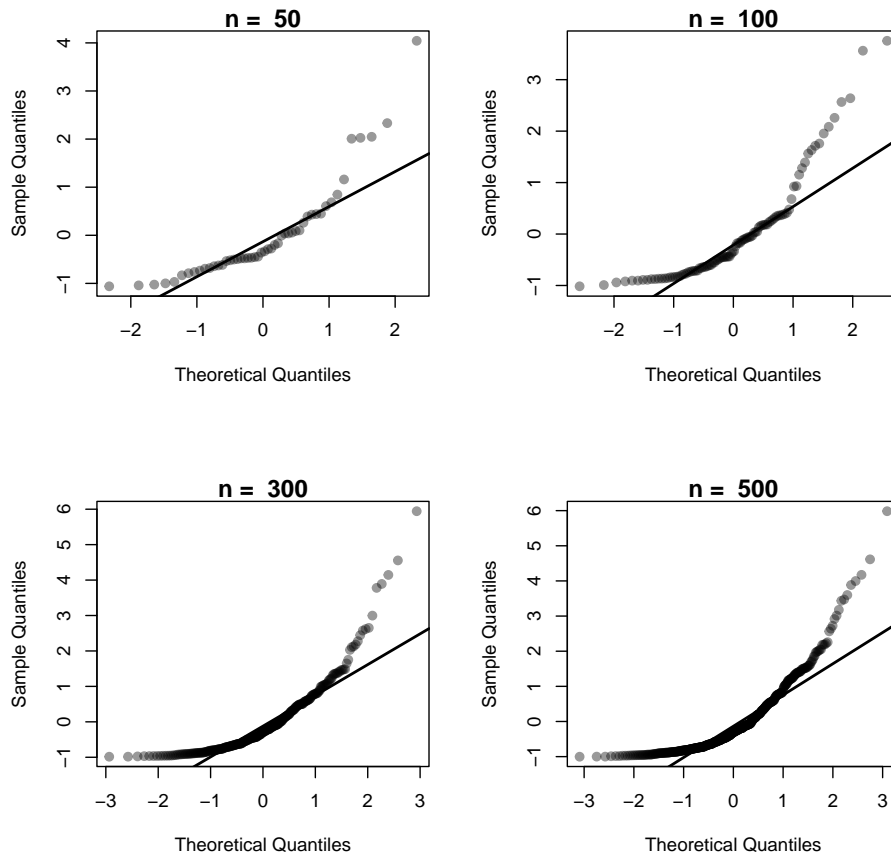 n = 50
4
3
2
1
0
−1
Sample Quantiles
−2 −1 0 1 2
Theoretical Quantiles
n = 100
3
2
1
0
−1
Sample Quantiles
−2 −1 0 1 2
Theoretical Quantiles
n = 300
6
5
4
3
2
1
0
−1
Sample Quantiles
−3 −2 −1 0 1 2 3
Theoretical Quantiles
n = 500
6
5
4
3
2
1
0
−1
Sample Quantiles
−3 −2 −1 0 1 2 3
Theoretical Quantiles